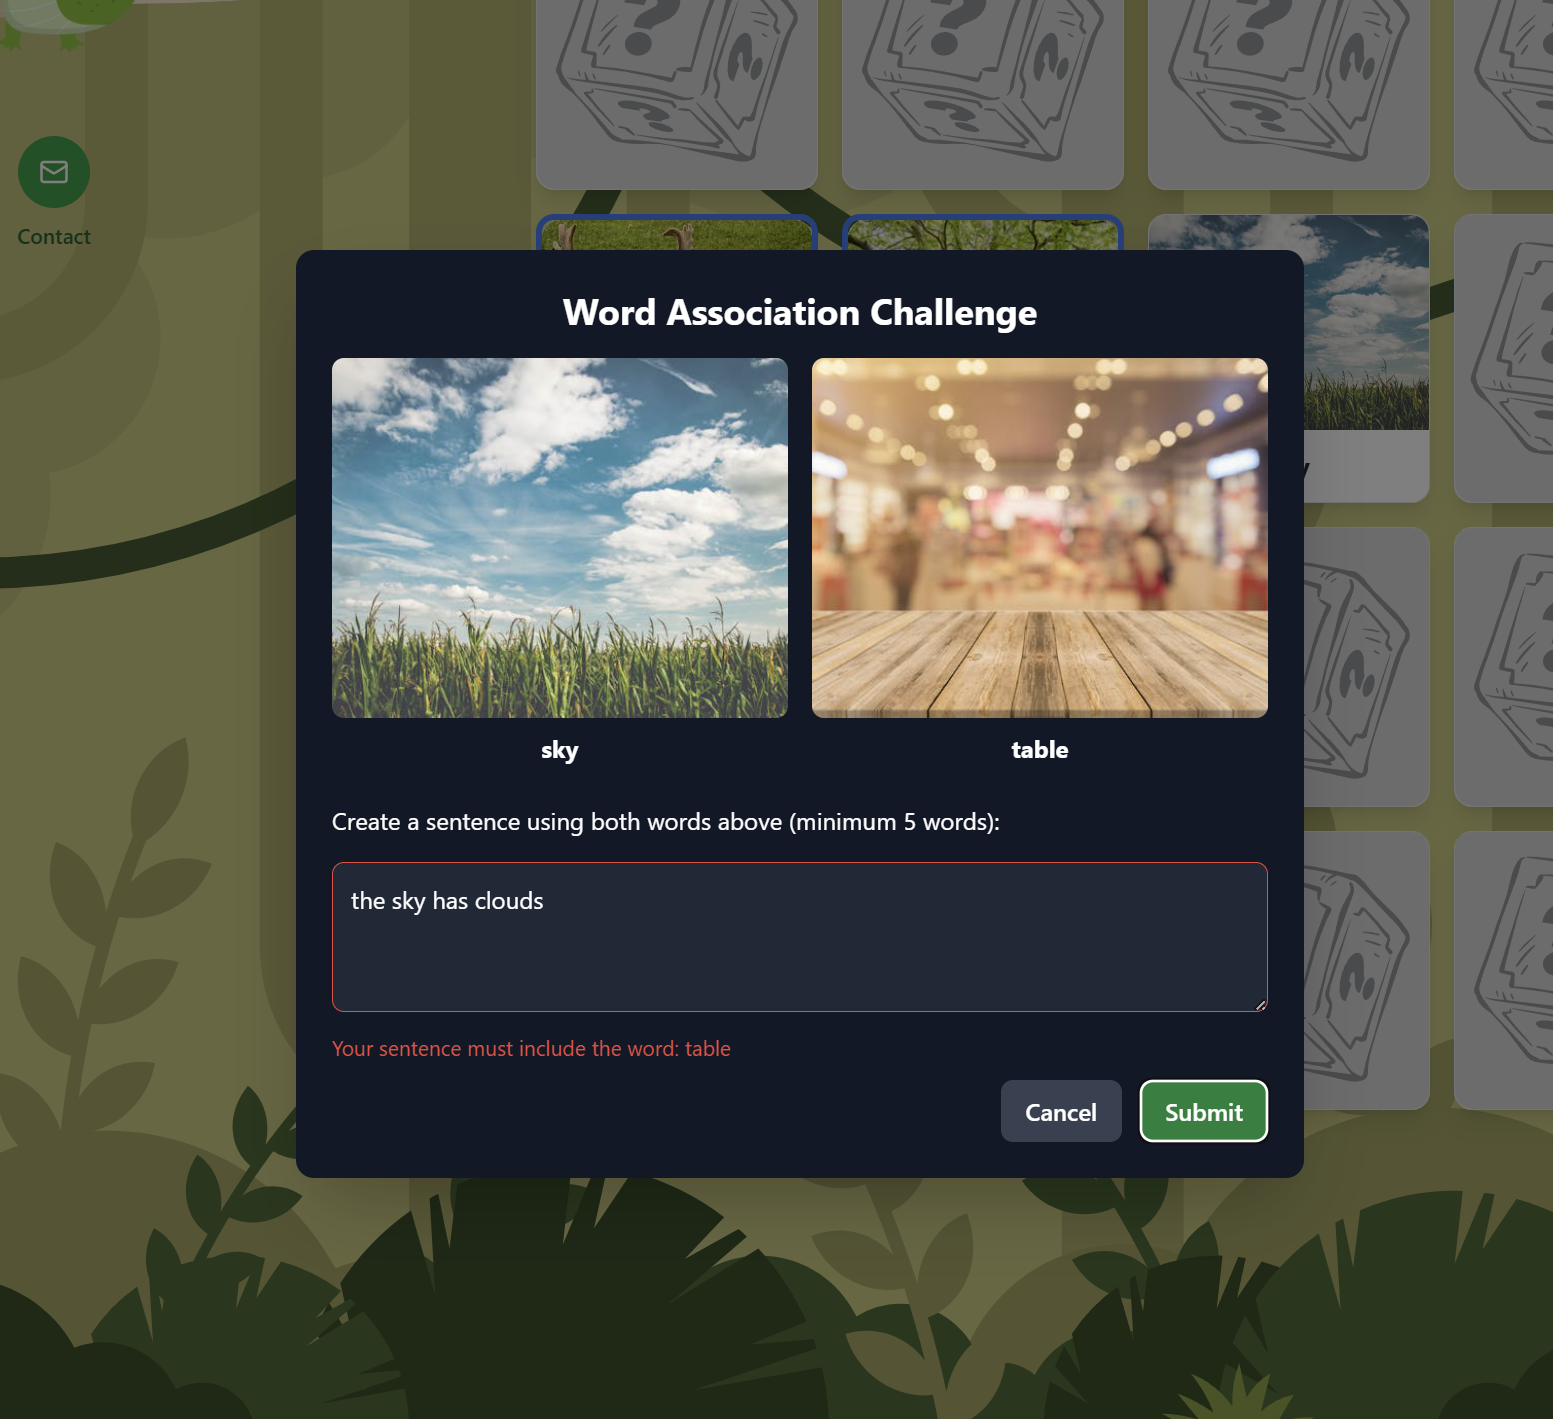 Contact
Word Association Challenge
sky
table
Create a sentence using both words above (minimum 5 words):
the sky has clouds
Your sentence must include the word: table
Cancel
Submit